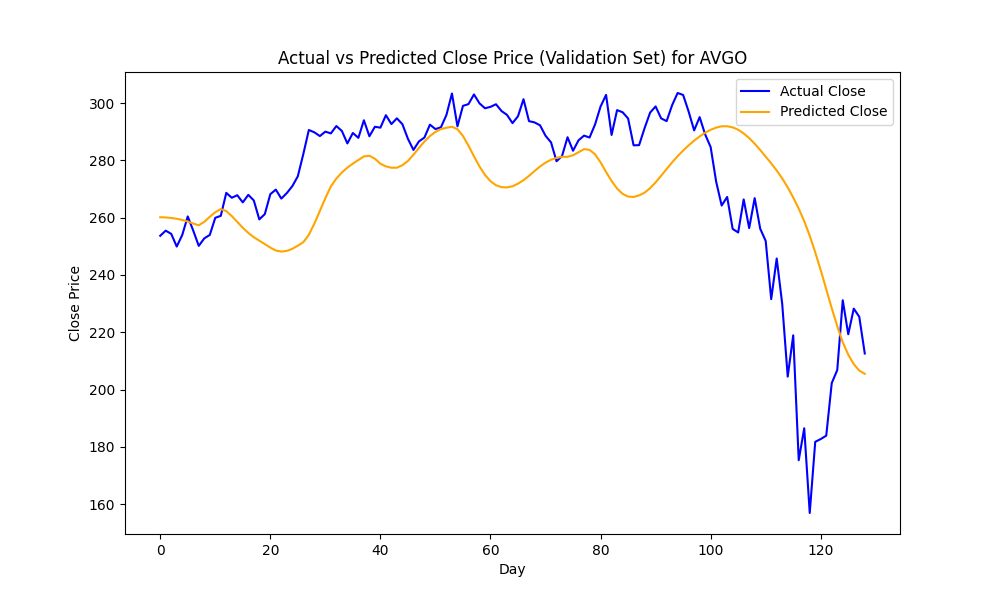 Actual vs Predicted Close Price (Validation Set) for AVGO
Actual Close
Predicted Close
300
280
260
240
220
200
180
160
Close Price
0 20 40 60 80 100 120
Day